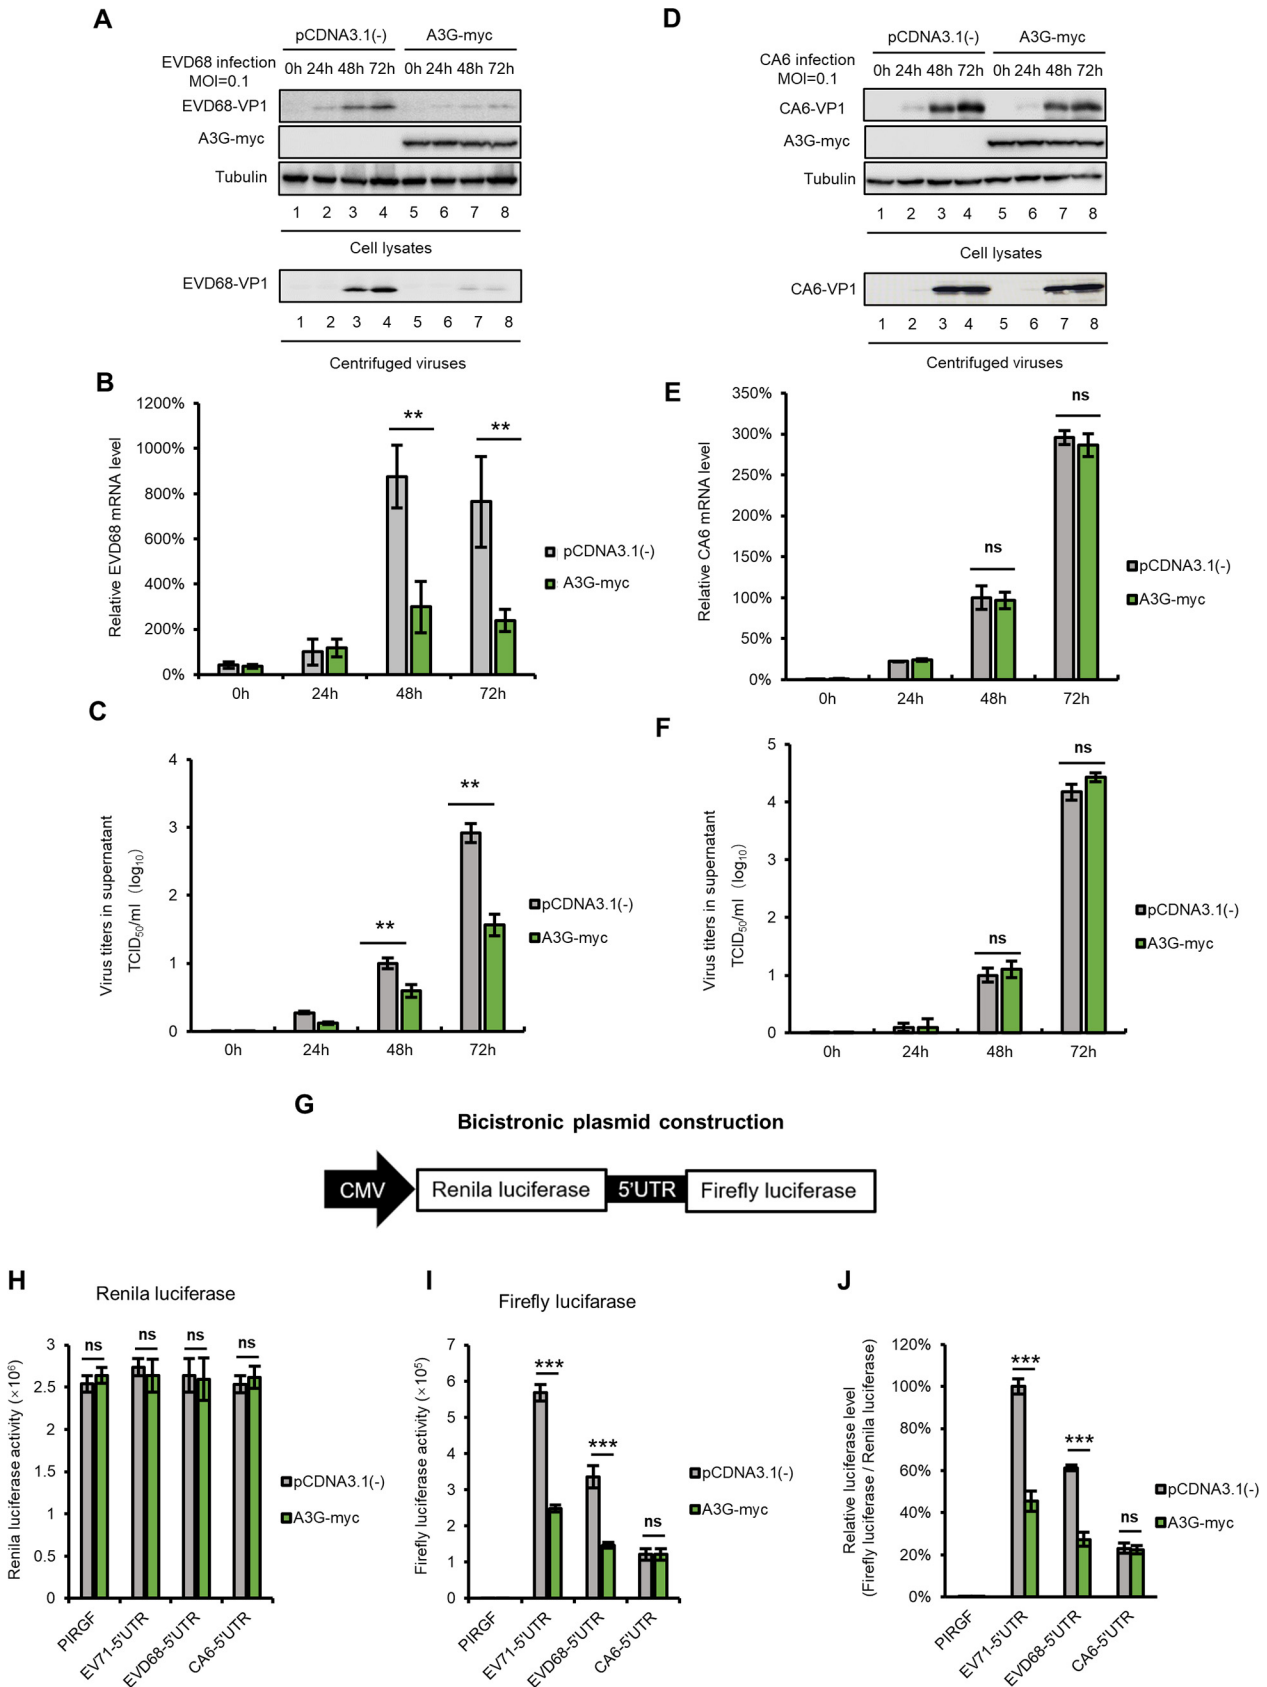 A
pCDNA3.1(-) A3G-myc
EVD68 infection
MOI=0.1
0h 24h 48h 72h 0h 24h 48h 72h
EVD68-VP1
A3G-myc
Tubulin
1 2 3 4 5 6 7 8
Cell lysates
EVD68-VP1
1 2 3 4 5 6 7 8
Centrifuged viruses
D
pCDNA3.1(-) A3G-myc
CA6 infection
MOI=0.1
0h 24h 48h 72h 0h 24h 48h 72h
CA6-VP1
A3G-myc
Tubulin
1 2 3 4 5 6 7 8
Cell lysates
CA6-VP1
1 2 3 4 5 6 7 8
Centrifuged viruses
B
Relative EVD68 mRNA level
1200%
1000%
800%
600%
400%
200%
0%
** **
0h 24h 48h 72h
pCDNA3.1(-)
A3G-myc
E
Relative CA6 mRNA level
350%
300%
250%
200%
150%
100%
50%
0%
ns
ns
0h 24h 48h 72h
pCDNA3.1(-)
A3G-myc
C
Virus titers in supernatant
TCID50/ml (log10)
4
3
2
1
0
**
**
0h 24h 48h 72h
pCDNA3.1(-)
A3G-myc
F
Virus titers in supernatant
TCID50/ml (log10)
5
4
3
2
1
0
ns
ns
0h 24h 48h 72h
pCDNA3.1(-)
A3G-myc
G
Bicistronic plasmid construction
CMV Renila luciferase 5'UTR Firefly luciferase
H
Renila luciferase
Renila luciferase activity (×10⁶)
3
2.5
2
1.5
1
0.5
0
ns ns ns ns
PIRGF EV71-5'UTR EVD68-5'UTR CA6-5'UTR
pCDNA3.1(-)
A3G-myc
I
Firefly lucifarase
Firefly luciferase activity (×10⁵)
7
6
5
4
3
2
1
0
***
***
ns
PIRGF EV71-5'UTR EVD68-5'UTR CA6-5'UTR
pCDNA3.1(-)
A3G-myc
J
Relative luciferase level
(Firefly luciferase / Renila luciferase)
120%
100%
80%
60%
40%
20%
0%
***
***
ns
PIRGF EV71-5'UTR EVD68-5'UTR CA6-5'UTR
pCDNA3.1(-)
A3G-myc